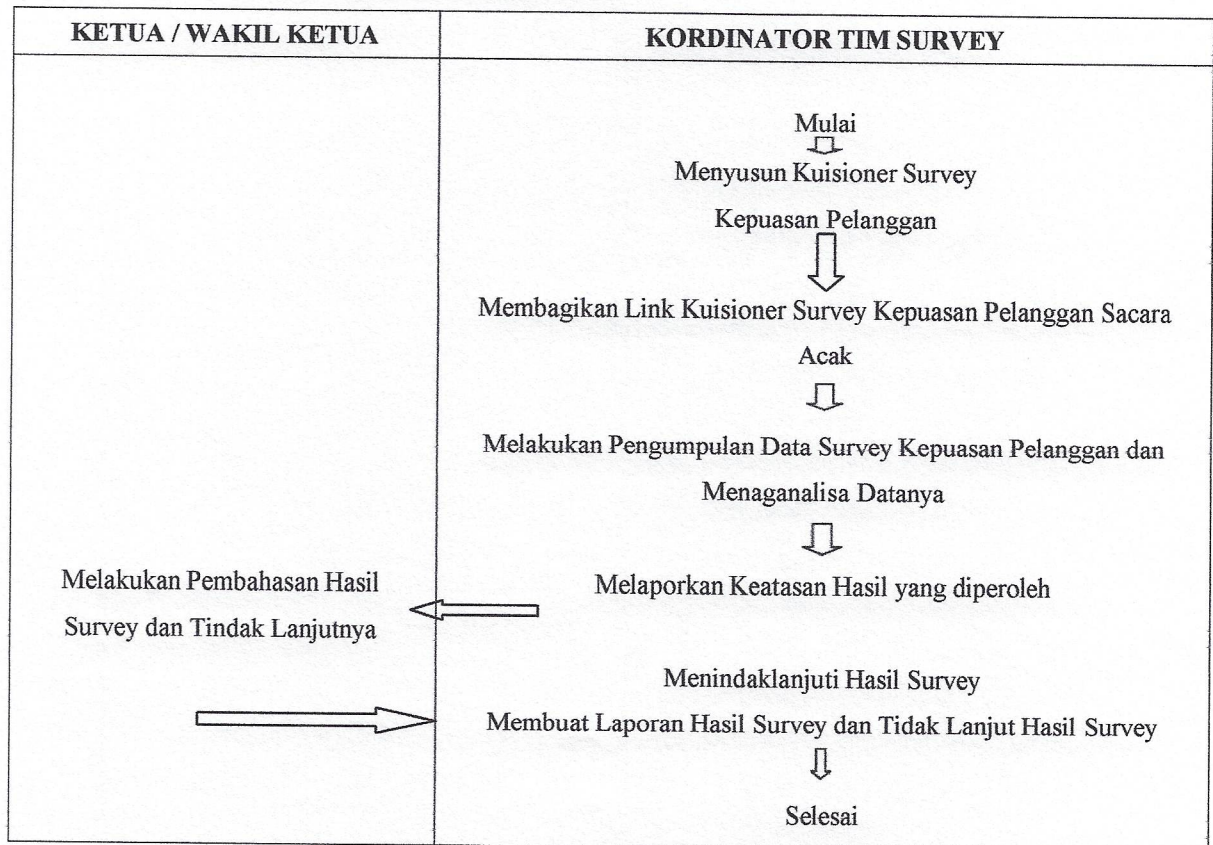 KETUA / WAKIL KETUA
KORDINATOR TIM SURVEY
Mulai
Menyusun Kuisioner Survey
Kepuasan Pelanggan
Membagikan Link Kuisioner Survey Kepuasan Pelanggan Sacara
Acak
Melakukan Pengumpulan Data Survey Kepuasan Pelanggan dan
Menaganalisa Datanya
Melaporkan Keatasan Hasil yang diperoleh
Melakukan Pembahasan Hasil
Survey dan Tindak Lanjutnya
Menindaklanjuti Hasil Survey
Membuat Laporan Hasil Survey dan Tidak Lanjut Hasil Survey
Selesai